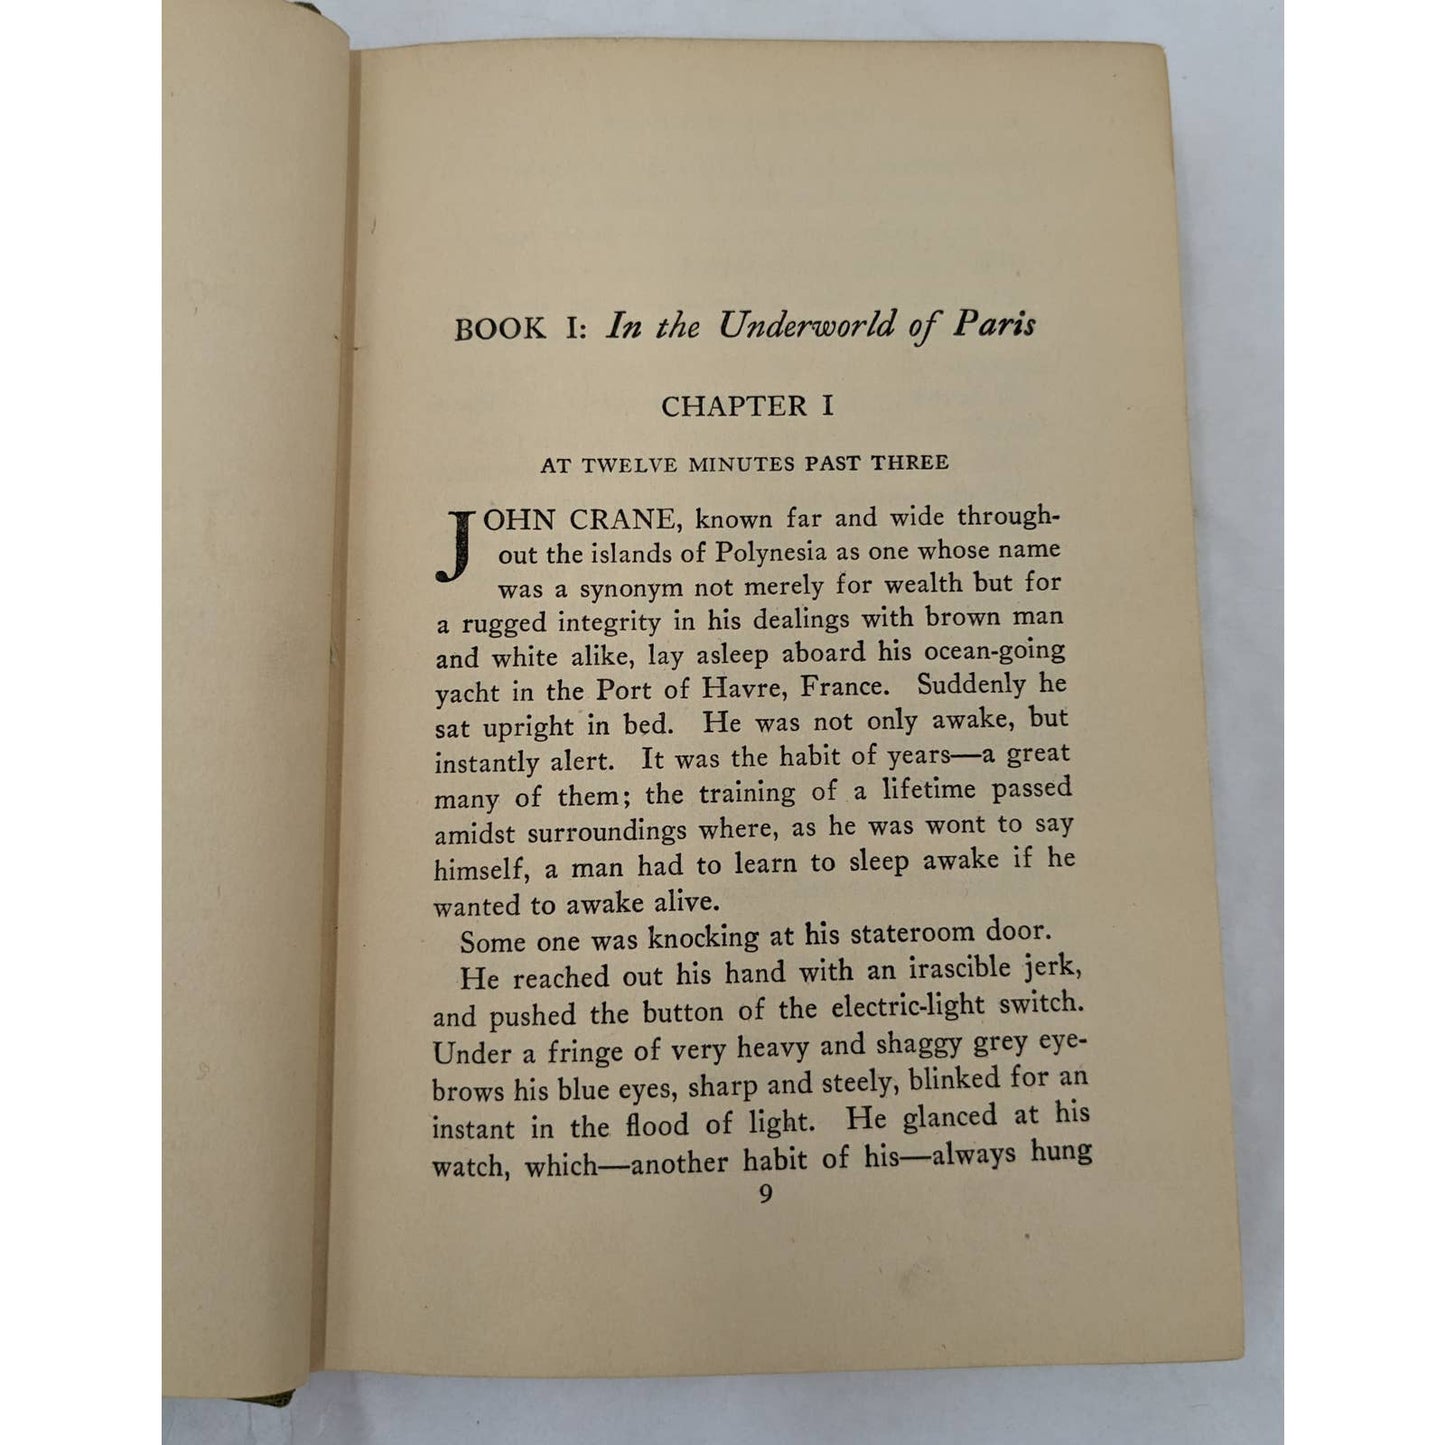 BOOK I: In the Underworld of Paris
CHAPTER I
AT TWELVE MINUTES PAST THREE
JOHN CRANE, known far and wide through-
out the islands of Polynesia as one whose name
was a synonym not merely for wealth but for
a rugged integrity in his dealings with brown man
and white alike, lay asleep aboard his ocean-going
yacht in the Port of Havre, France. Suddenly he
sat upright in bed. He was not only awake, but
instantly alert. It was the habit of years—a great
many of them; the training of a lifetime passed
amidst surroundings where, as he was wont to say
himself, a man had to learn to sleep awake if he
wanted to awake alive.
Some one was knocking at his stateroom door.
He reached out his hand with an irascible jerk,
and pushed the button of the electric-light switch.
Under a fringe of very heavy and shaggy grey eye-
brows his blue eyes, sharp and steely, blinked for an
instant in the flood of light. He glanced at his
watch, which—another habit of his—always hung
9